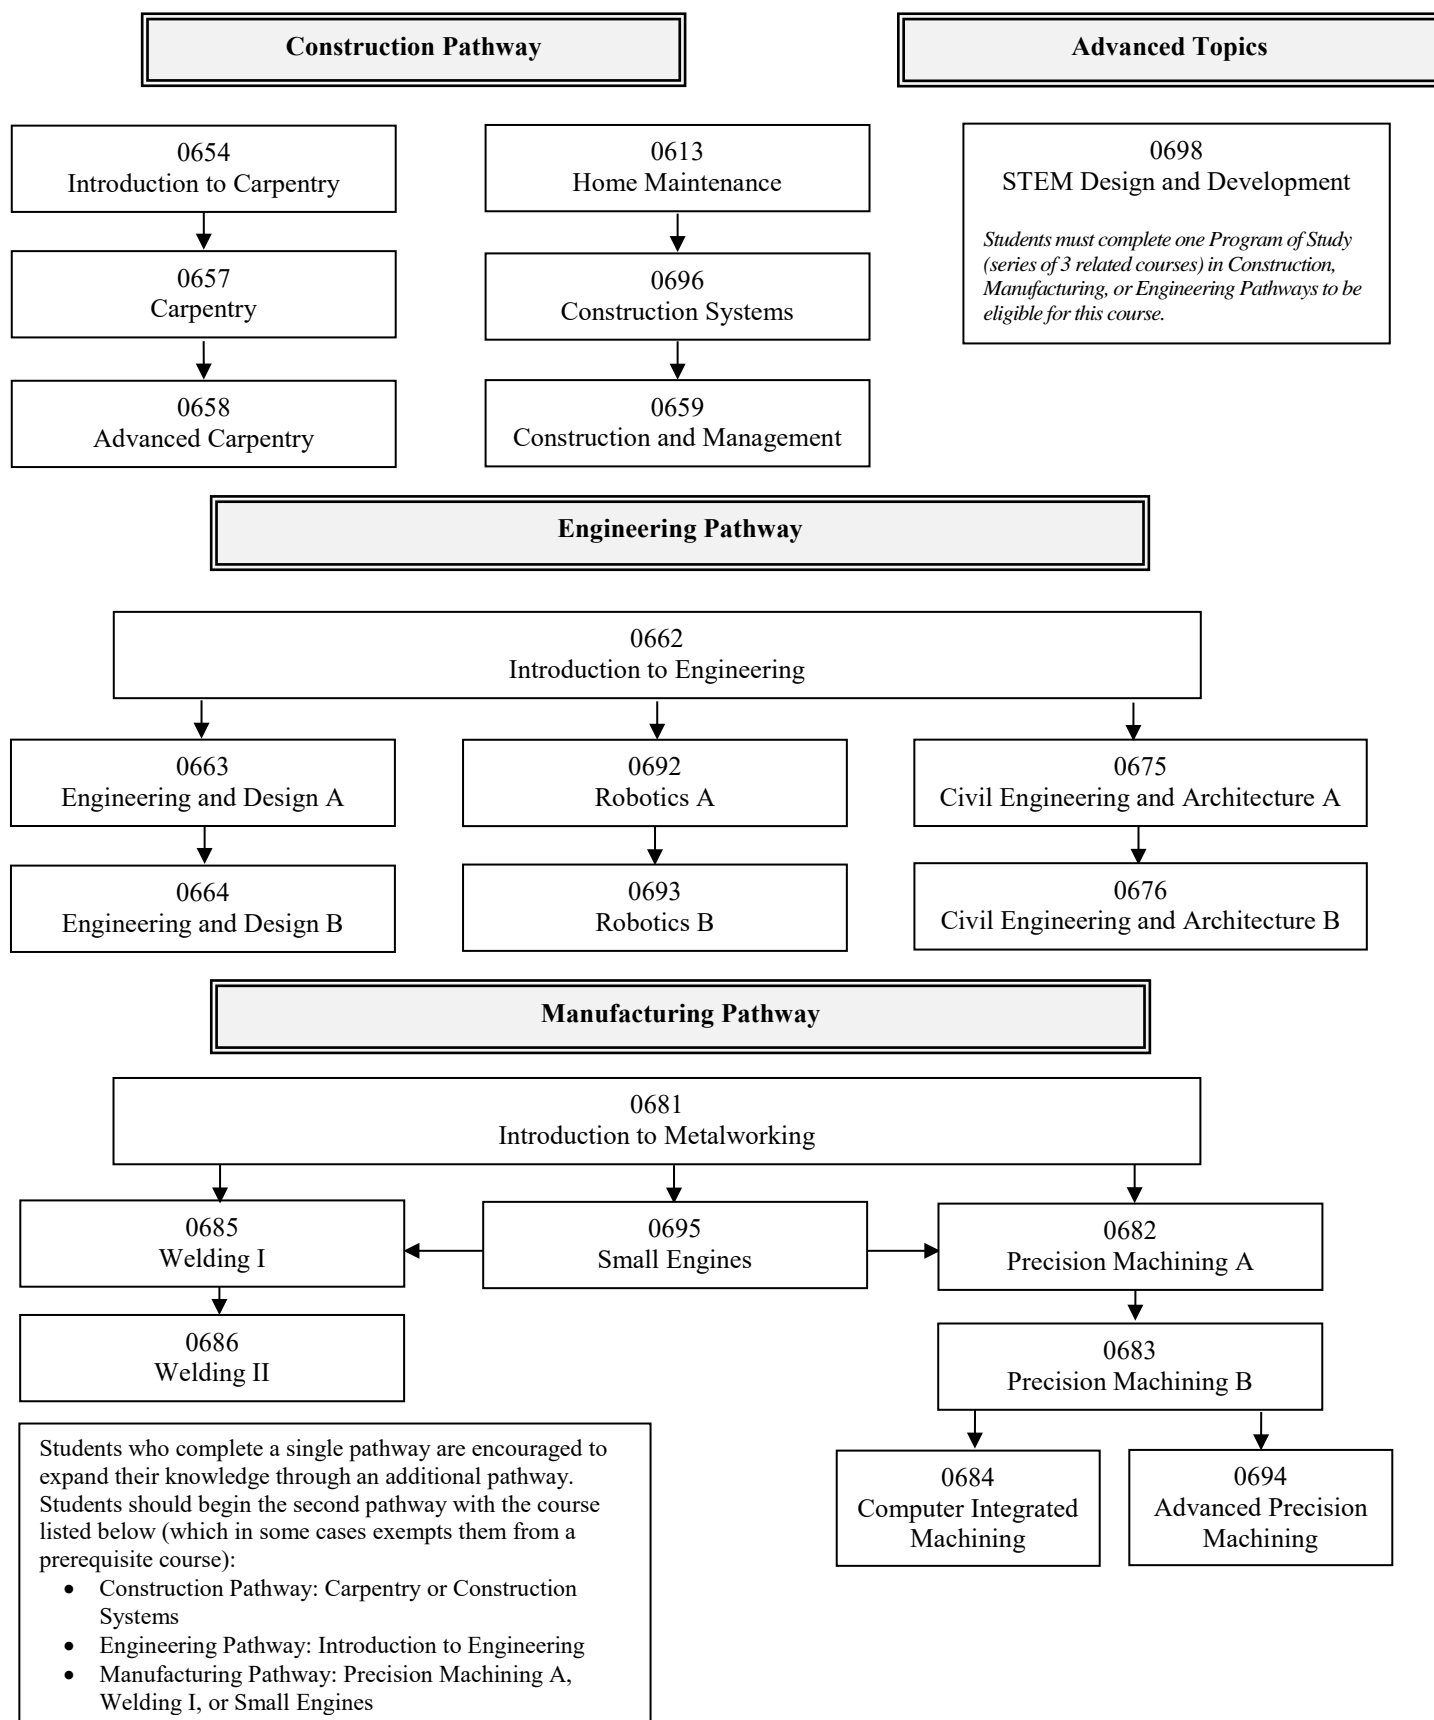 Construction Pathway
Advanced Topics
0654
Introduction to Carpentry
0657
Carpentry
0658
Advanced Carpentry
0613
Home Maintenance
0696
Construction Systems
0659
Construction and Management
0698
STEM Design and Development
Students must complete one Program of Study
(series of 3 related courses) in Construction,
Manufacturing, or Engineering Pathways to be
eligible for this course.
Engineering Pathway
0662
Introduction to Engineering
0663
Engineering and Design A
0664
Engineering and Design B
0692
Robotics A
0693
Robotics B
0675
Civil Engineering and Architecture A
0676
Civil Engineering and Architecture B
Manufacturing Pathway
0681
Introduction to Metalworking
0685
Welding I
0686
Welding II
0695
Small Engines
0682
Precision Machining A
0683
Precision Machining B
0684
Computer Integrated
Machining
0694
Advanced Precision
Machining
Students who complete a single pathway are encouraged to
expand their knowledge through an additional pathway.
Students should begin the second pathway with the course
listed below (which in some cases exempts them from a
prerequisite course):
• Construction Pathway: Carpentry or Construction
Systems
• Engineering Pathway: Introduction to Engineering
• Manufacturing Pathway: Precision Machining A,
Welding I, or Small Engines